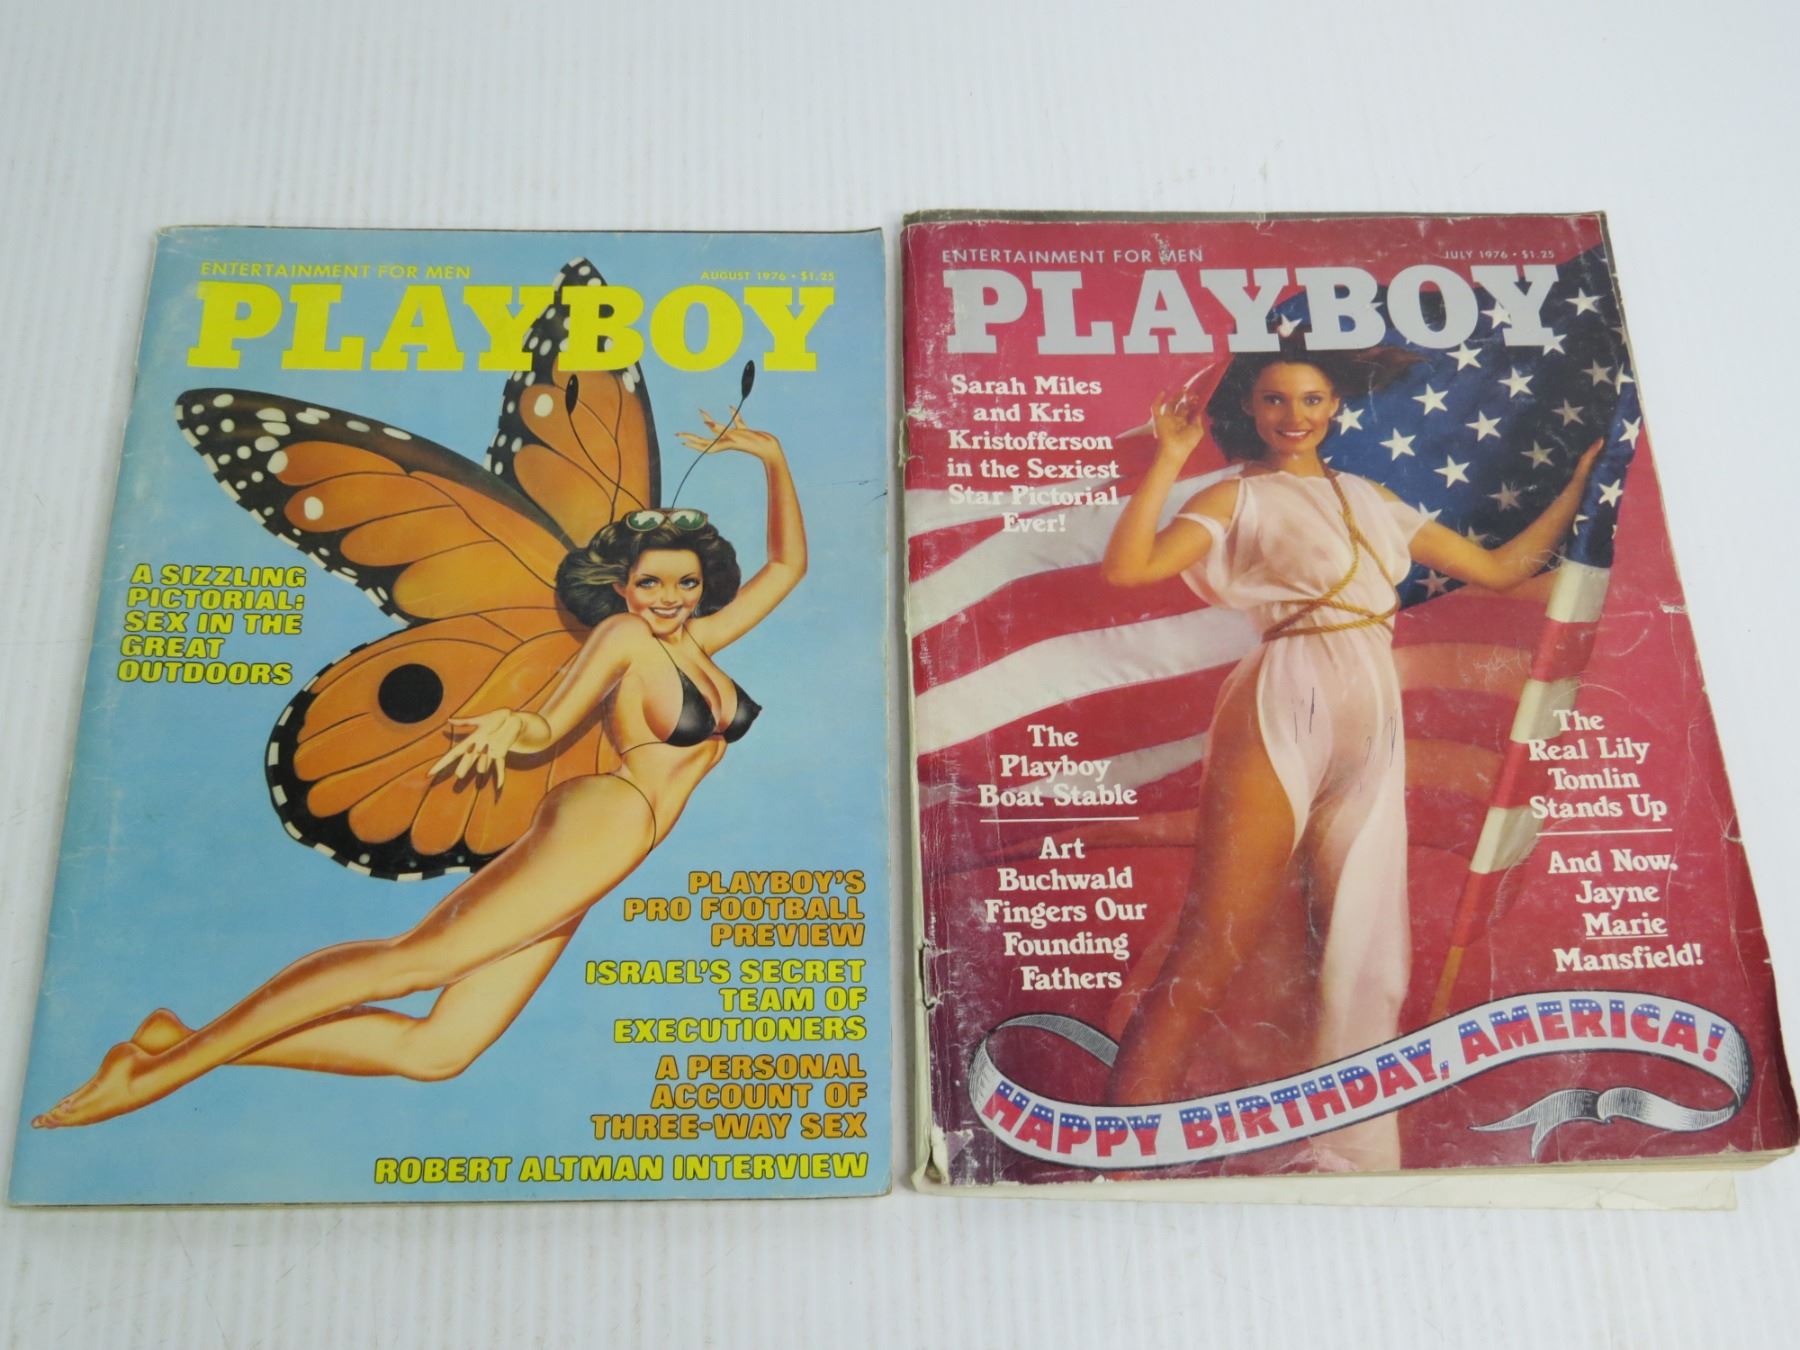 ENTERTAINMENT FOR MEN
AUGUST 1976 • $1.25
PLAYBOY
A SIZZLING
PICTORIAL:
SEX IN THE
GREAT
OUTDOORS
PLAYBOY'S
PRO FOOTBALL
PREVIEW
ISRAEL'S SECRET
TEAM OF
EXECUTIONERS
A PERSONAL
ACCOUNT OF
THREE-WAY SEX
ROBERT ALTMAN INTERVIEW
ENTERTAINMENT FOR MEN
JULY 1976 • $1.25
PLAYBOY
Sarah Miles
and Kris
Kristofferson
in the Sexiest
Star Pictorial
Ever!
The
Playboy
Boat Stable
Art
Buchwald
Fingers Our
Founding
Fathers
The
Real Lily
Tomlin
Stands Up
And Now,
Jayne
Marie
Mansfield!
HAPPY BIRTHDAY, AMERICA!